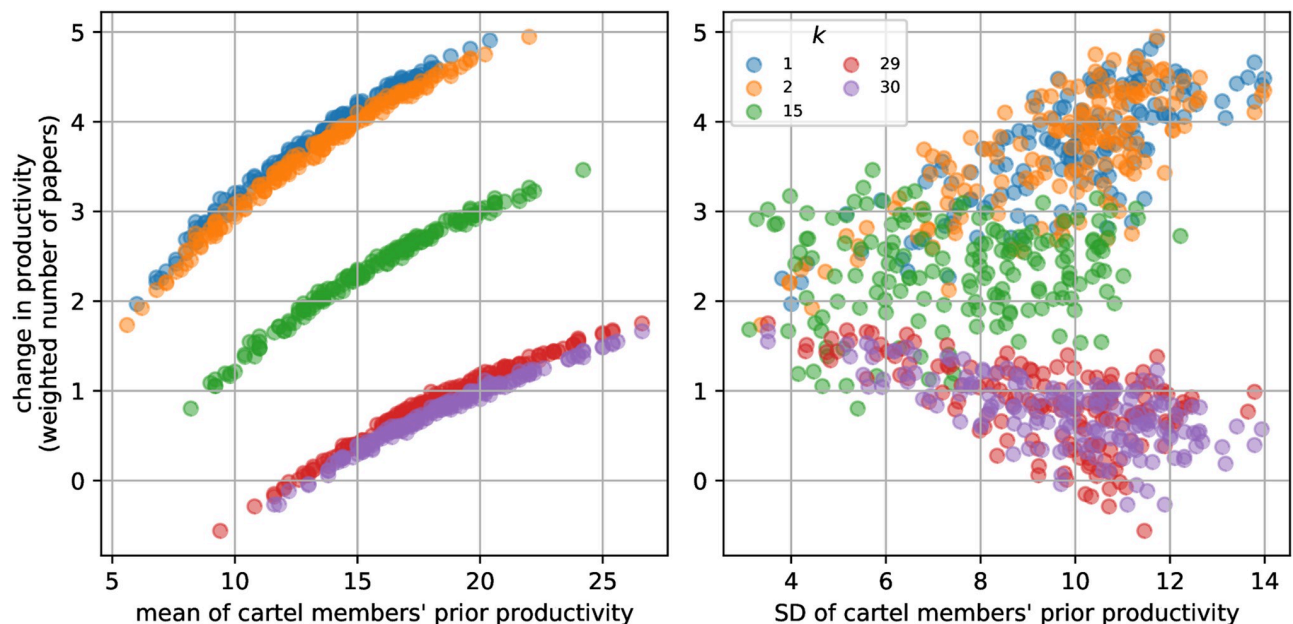 change in productivity
(weighted number of papers)
5
4
3
2
1
0
5 10 15 20 25
mean of cartel members' prior productivity
k
1 29
2 30
15
5
4
3
2
1
0
4 6 8 10 12 14
SD of cartel members' prior productivity